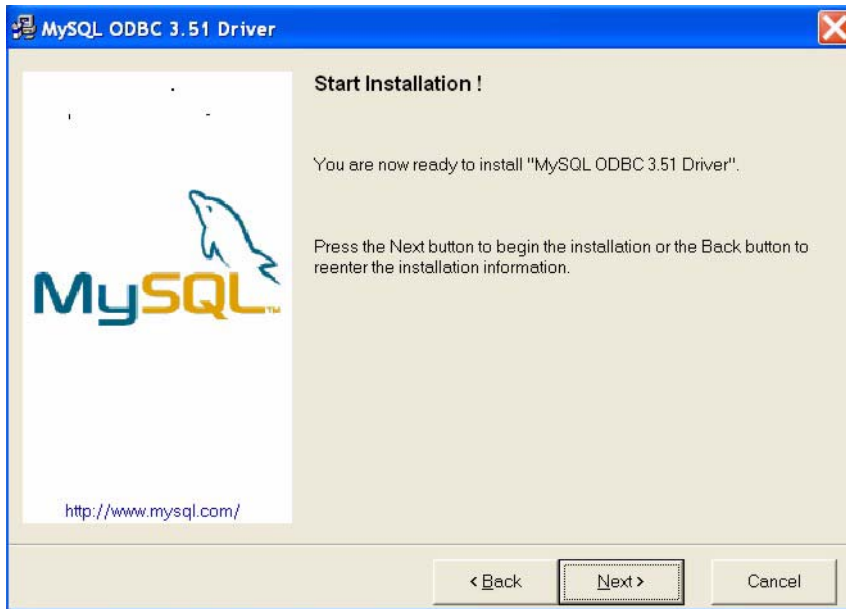 MySQL ODBC 3.51 Driver
Start Installation !
You are now ready to install "MySQL ODBC 3.51 Driver".
Press the Next button to begin the installation or the Back button to
reenter the installation information.
MySQL™
http://www.mysql.com/
< Back
Next >
Cancel